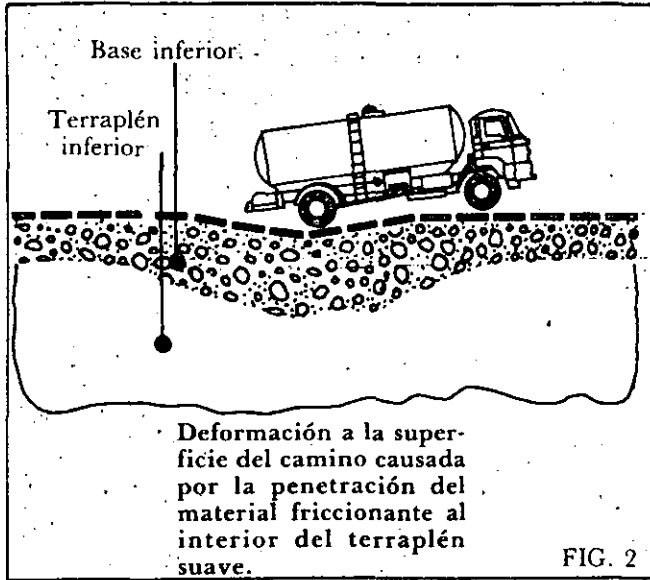 Base inferior.
Terraplén
inferior
Deformación a la super-
ficie del camino causada
por la penetración del
material friccionante al
interior del terraplén
suave.
FIG. 2